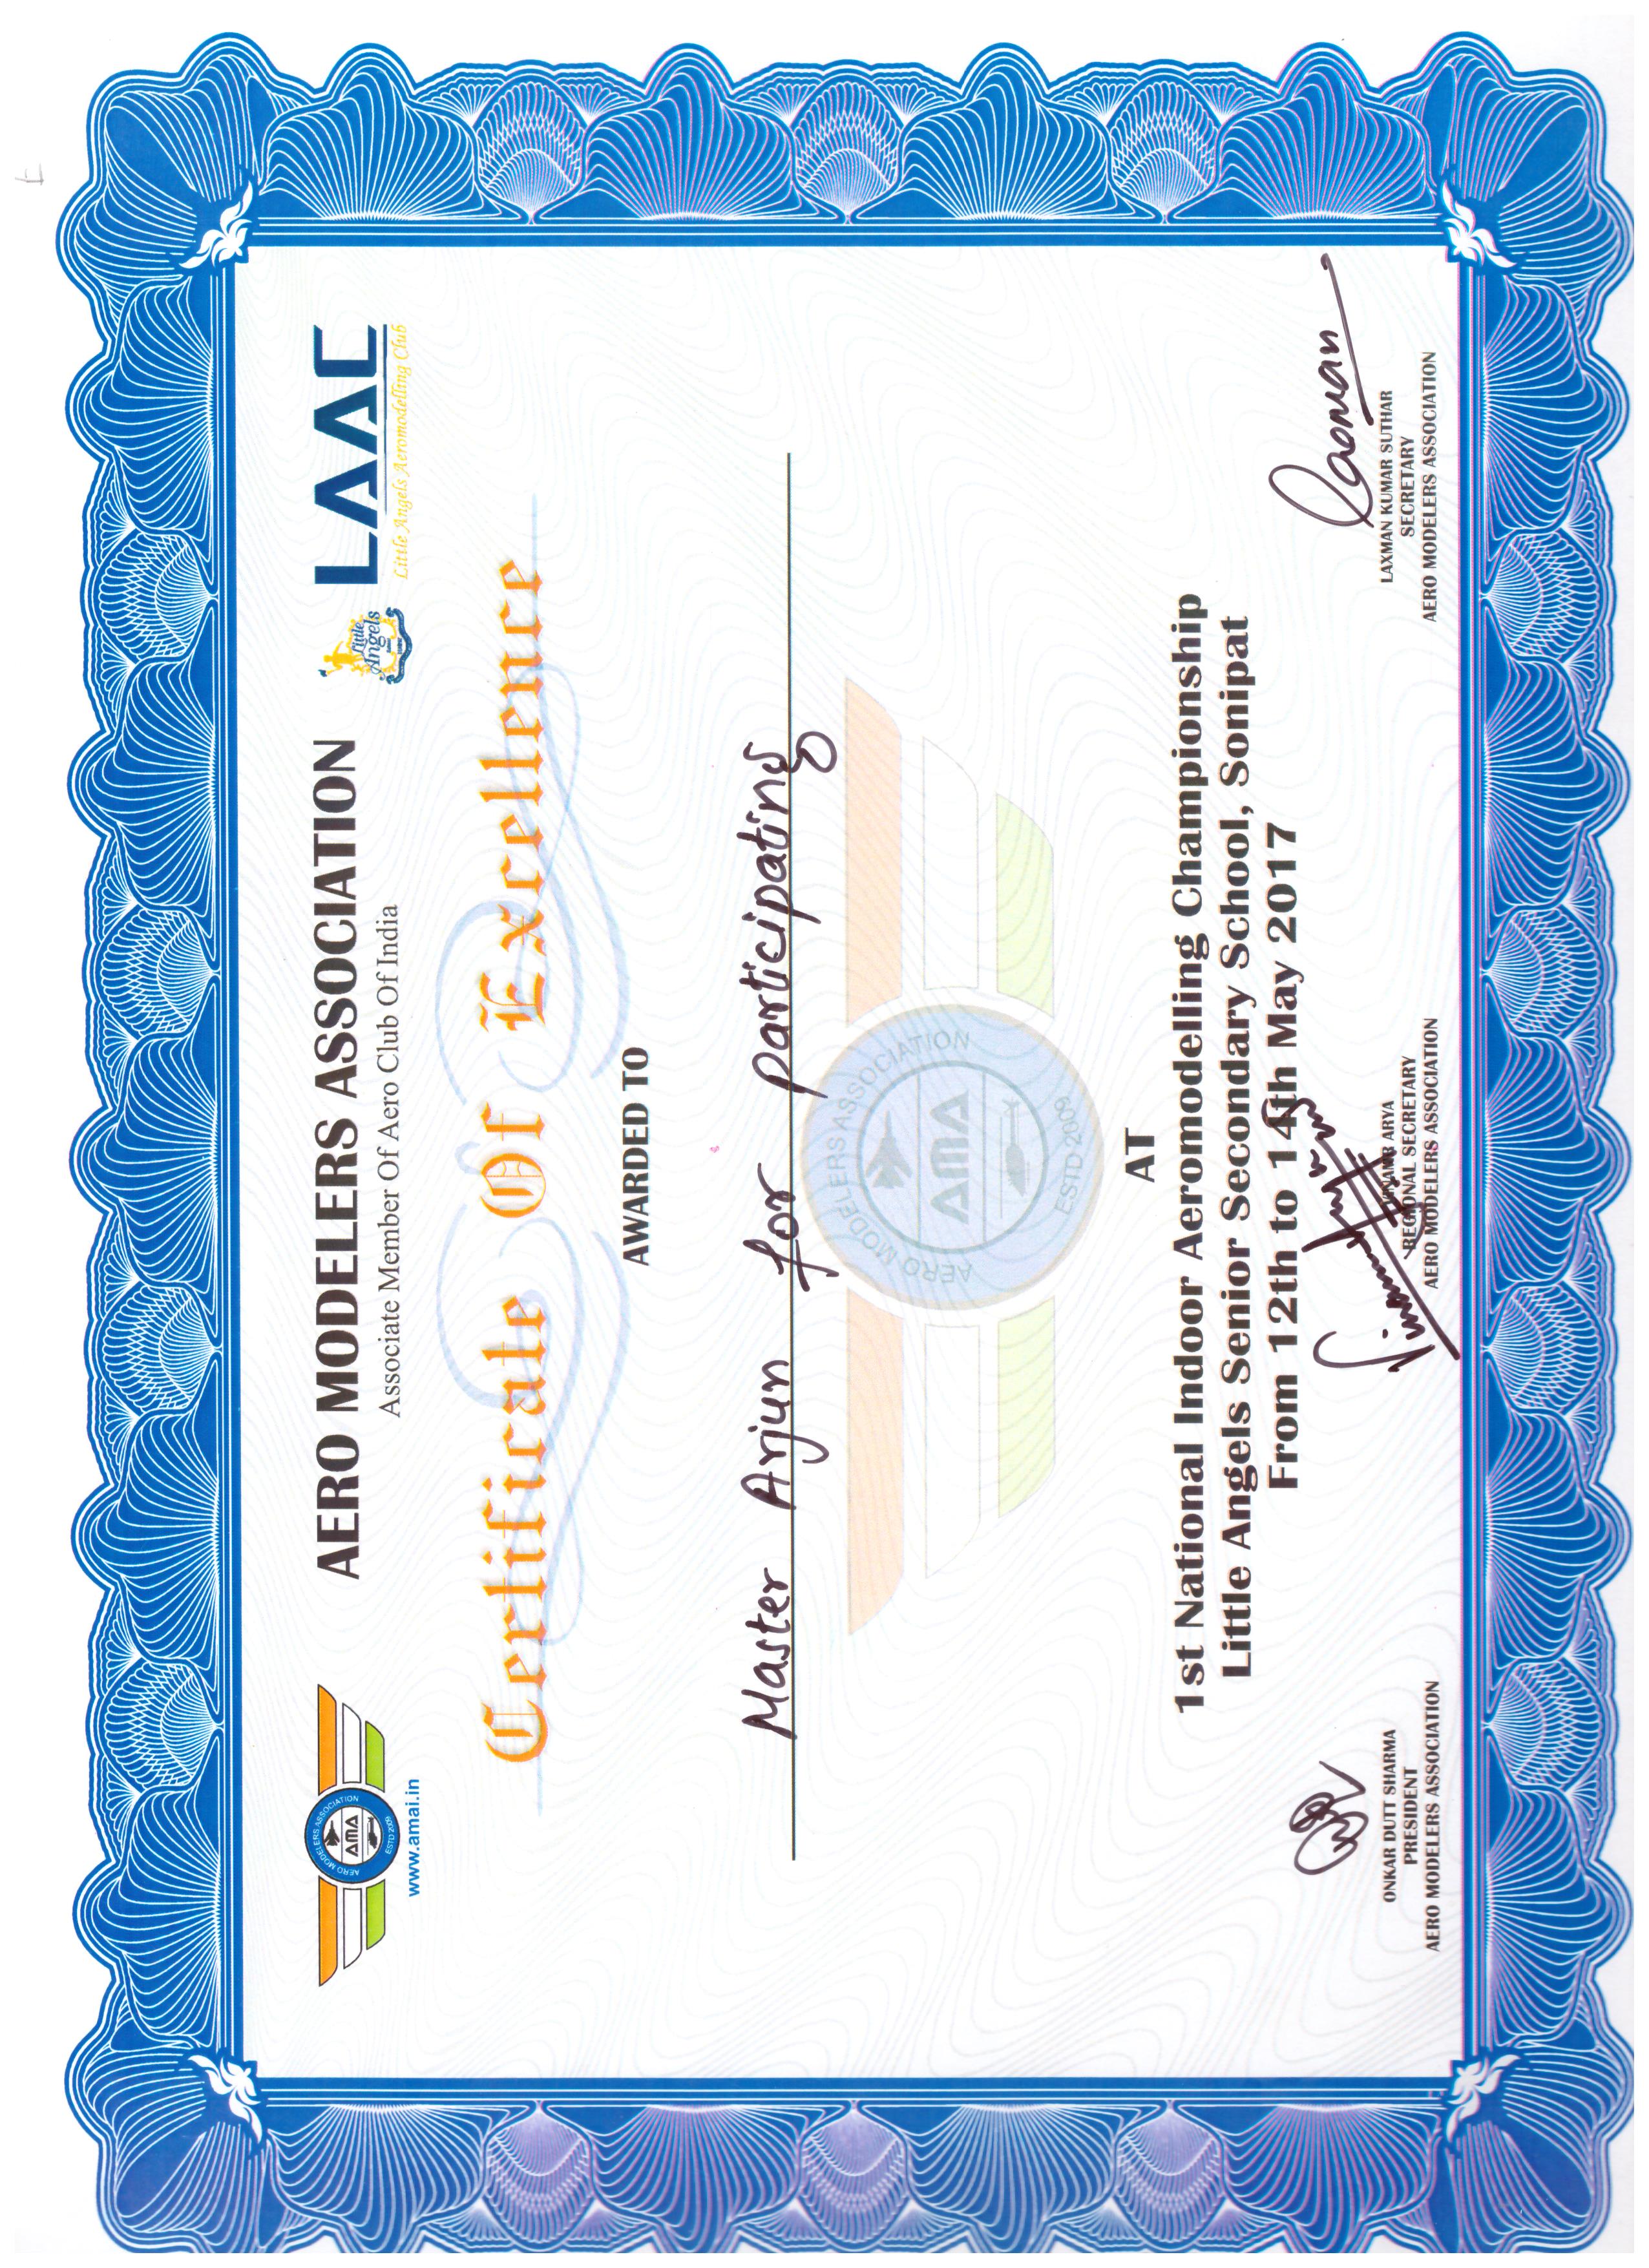 AERO MODELERS ASSOCIATION
AMA
ESTD 2009
www.amai.in
AERO MODELERS ASSOCIATION
Associate Member Of Aero Club Of India
Little
Angels
LAAC
Little Angels Aeromodelling Club
Certificate Of Excellence
AWARDED TO
Master Arjun for participating
AERO MODELERS ASSOCIATION
AMA
ESTD 2009
AT
1st National Indoor Aeromodelling Championship
Little Angels Senior Secondary School, Sonipat
From 12th to 14th May 2017
Laxman
ONKAR DUTT SHARMA
PRESIDENT
AERO MODELERS ASSOCIATION
VINAMR ARYA
REGIONAL SECRETARY
AERO MODELERS ASSOCIATION
LAXMAN KUMAR SUTHAR
SECRETARY
AERO MODELERS ASSOCIATION